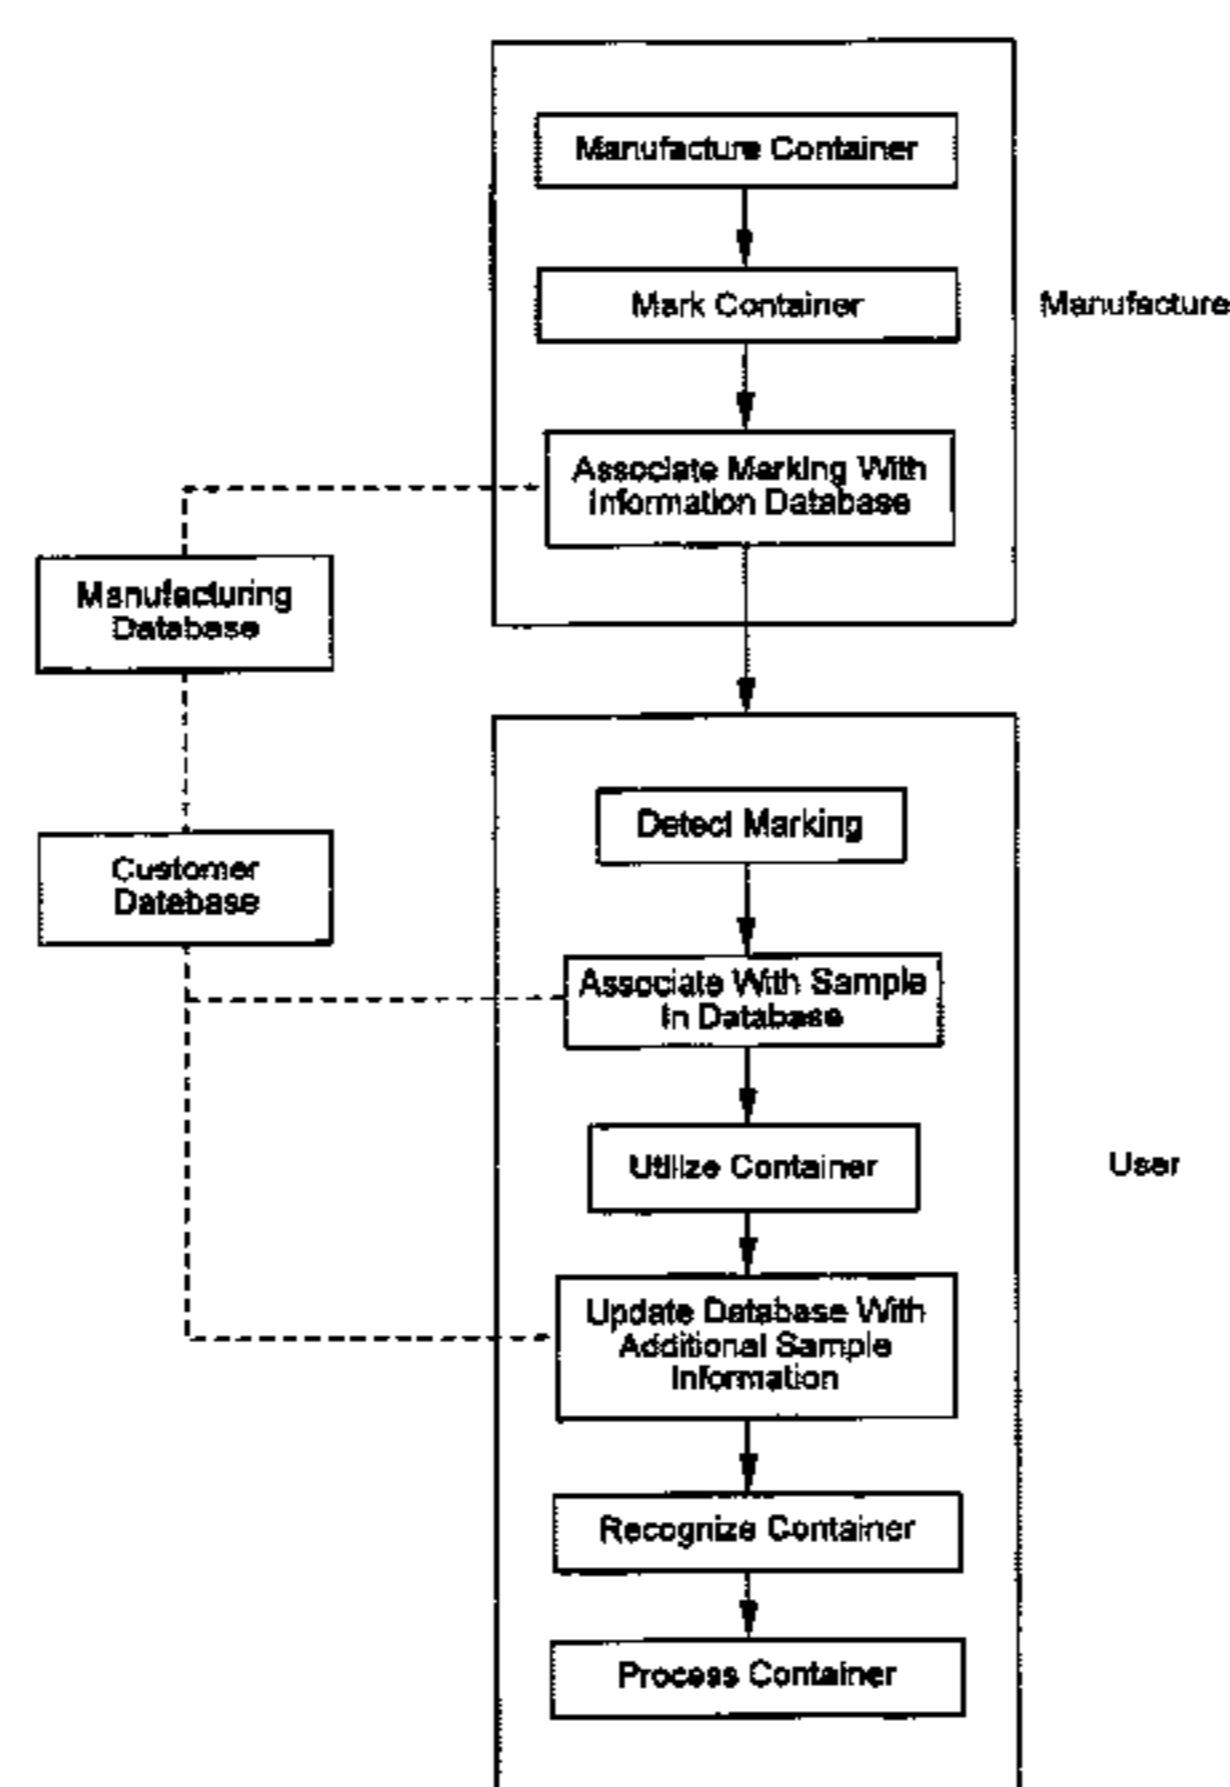 Manufacture Container
Mark Container
Manufacture
Associate Marking With
Information Database
Manufacturing
Database
Detect Marking
Customer
Database
Associate With Sample
In Database
Utilize Container
User
Update Database With
Additional Sample
Information
Recognize Container
Process Container